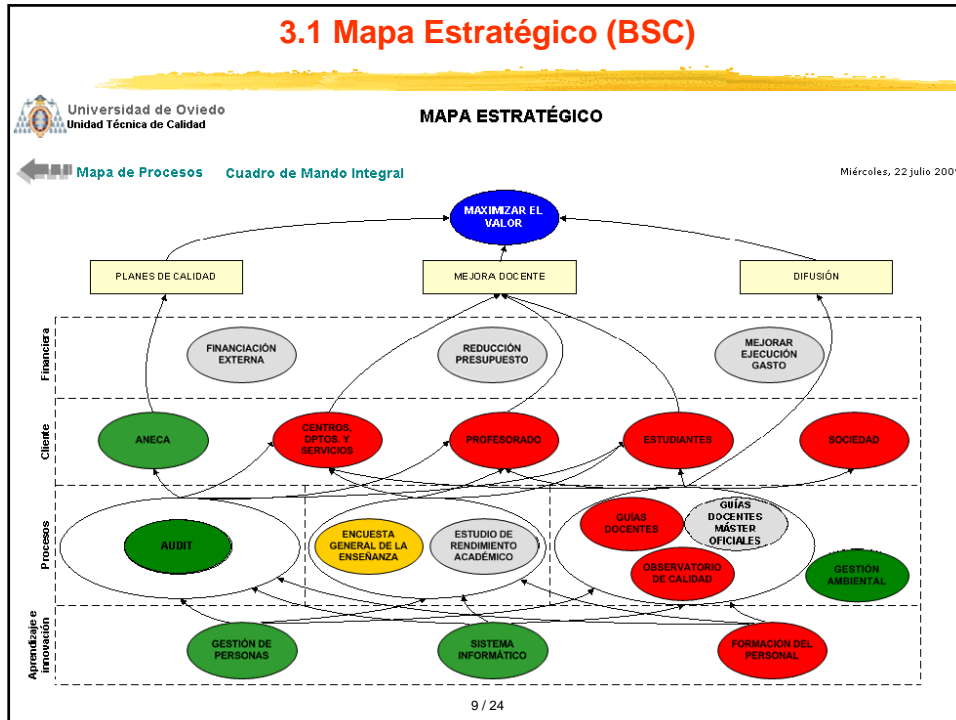 3.1 Mapa Estratégico (BSC)
Universidad de Oviedo
Unidad Técnica de Calidad
MAPA ESTRATÉGICO
Mapa de Procesos
Cuadro de Mando Integral
Miércoles, 22 julio 2009
MAXIMIZAR EL
VALOR
PLANES DE CALIDAD
MEJORA DOCENTE
DIFUSIÓN
Financiera
FINANCIACIÓN
EXTERNA
REDUCCIÓN
PRESUPUESTO
MEJORAR
EJECUCIÓN
GASTO
Cliente
ANECA
CENTROS,
DPTOS. Y
SERVICIOS
PROFESORADO
ESTUDIANTES
SOCIEDAD
Procesos
AUDIT
ENCUESTA
GENERAL DE LA
ENSEÑANZA
ESTUDIO DE
RENDIMIENTO
ACADÉMICO
GUÍAS
DOCENTES
GUÍAS
DOCENTES
MÁSTER
OFICIALES
OBSERVATORIO
DE CALIDAD
GESTIÓN
AMBIENTAL
Aprendizaje e
innovación
GESTIÓN DE
PERSONAS
SISTEMA
INFORMÁTICO
FORMACIÓN DEL
PERSONAL
9 / 24